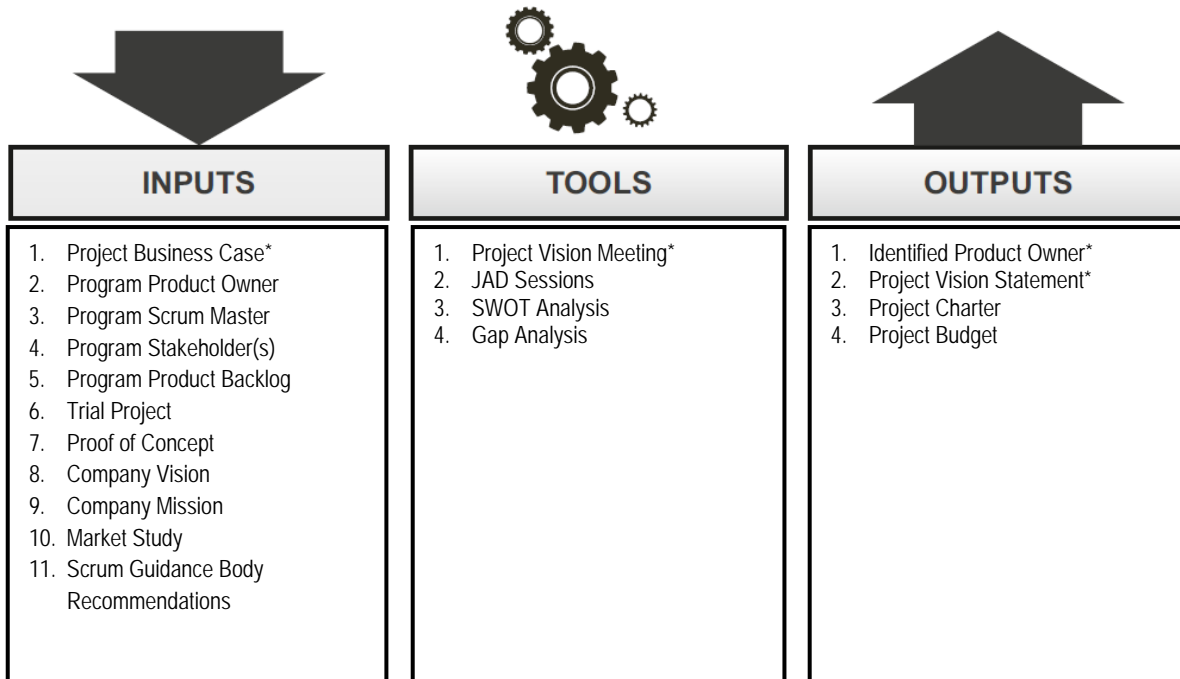 INPUTS
1. Project Business Case*
2. Program Product Owner
3. Program Scrum Master
4. Program Stakeholder(s)
5. Program Product Backlog
6. Trial Project
7. Proof of Concept
8. Company Vision
9. Company Mission
10. Market Study
11. Scrum Guidance Body
Recommendations
TOOLS
1. Project Vision Meeting*
2. JAD Sessions
3. SWOT Analysis
4. Gap Analysis
OUTPUTS
1. Identified Product Owner*
2. Project Vision Statement*
3. Project Charter
4. Project Budget